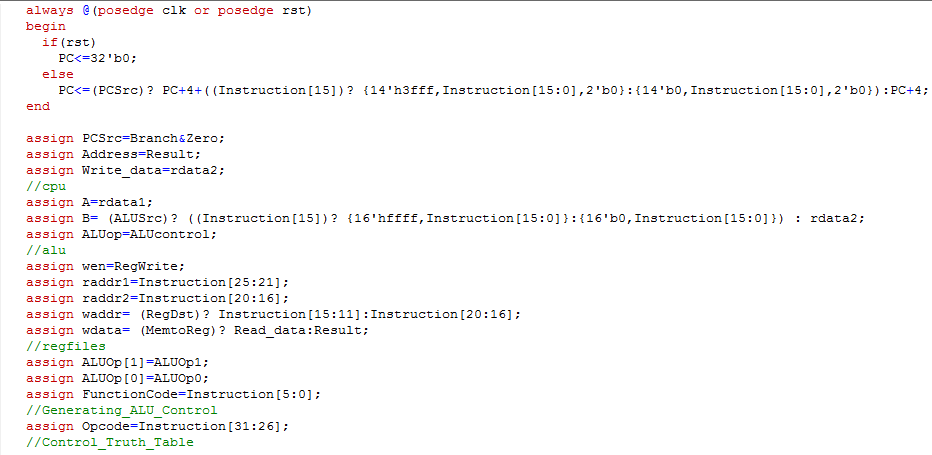 always @(posedge clk or posedge rst)
begin
if(rst)
PC<=32'b0;
else
PC<=(PCSrc)? PC+4+((Instruction[15])? {14'h3fff,Instruction[15:0],2'b0}:{14'b0,Instruction[15:0],2'b0}):PC+4;
end
assign PCSrc=Branch&Zero;
assign Address=Result;
assign Write_data=rdata2;
//cpu
assign A=rdata1;
assign B= (ALUSrc)? ((Instruction[15])? {16'hffff,Instruction[15:0]}:{16'b0,Instruction[15:0]}) : rdata2;
assign ALUop=ALUcontrol;
//alu
assign wen=RegWrite;
assign raddr1=Instruction[25:21];
assign raddr2=Instruction[20:16];
assign waddr= (RegDst)? Instruction[15:11]:Instruction[20:16];
assign wdata= (MemtoReg)? Read_data:Result;
//regfiles
assign ALUOp[1]=ALUOp1;
assign ALUOp[0]=ALUOp0;
assign FunctionCode=Instruction[5:0];
//Generating_ALU_Control
assign Opcode=Instruction[31:26];
//Control_Truth_Table